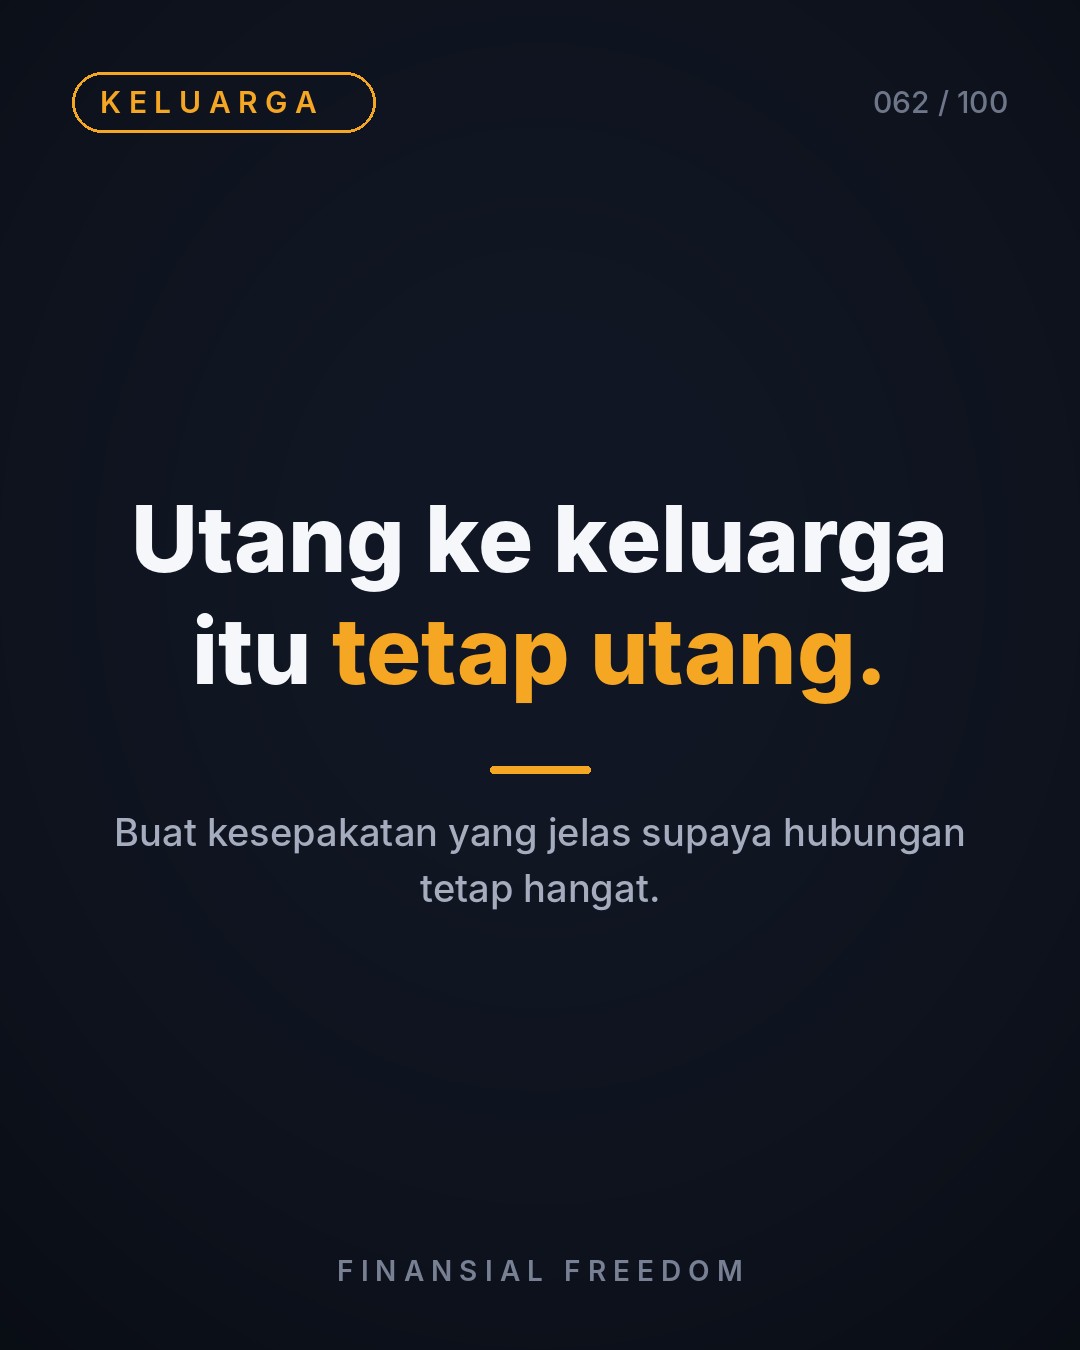 KELUARGA
062 / 100
Utang ke keluarga
itu tetap utang.
Buat kesepakatan yang jelas supaya hubungan
tetap hangat.
FINANSIAL FREEDOM